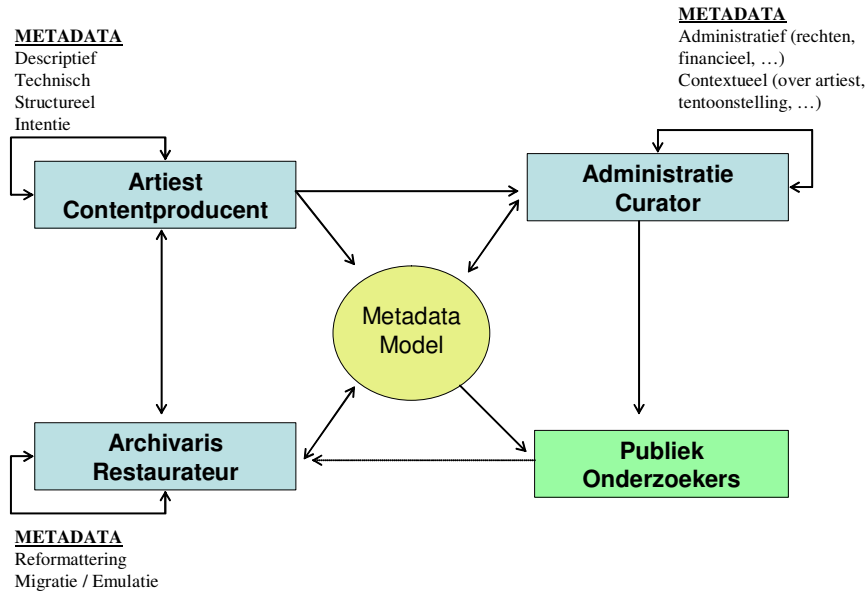 METADATA
Descriptief
Technisch
Structureel
Intentie
METADATA
Administratief (rechten,
financieel, …)
Contextueel (over artiest,
tentoonstelling, …)
Artiest
Contentproducent
Administratie
Curator
Metadata
Model
Archivaris
Restaurateur
Publiek
Onderzoekers
METADATA
Reformattering
Migratie / Emulatie